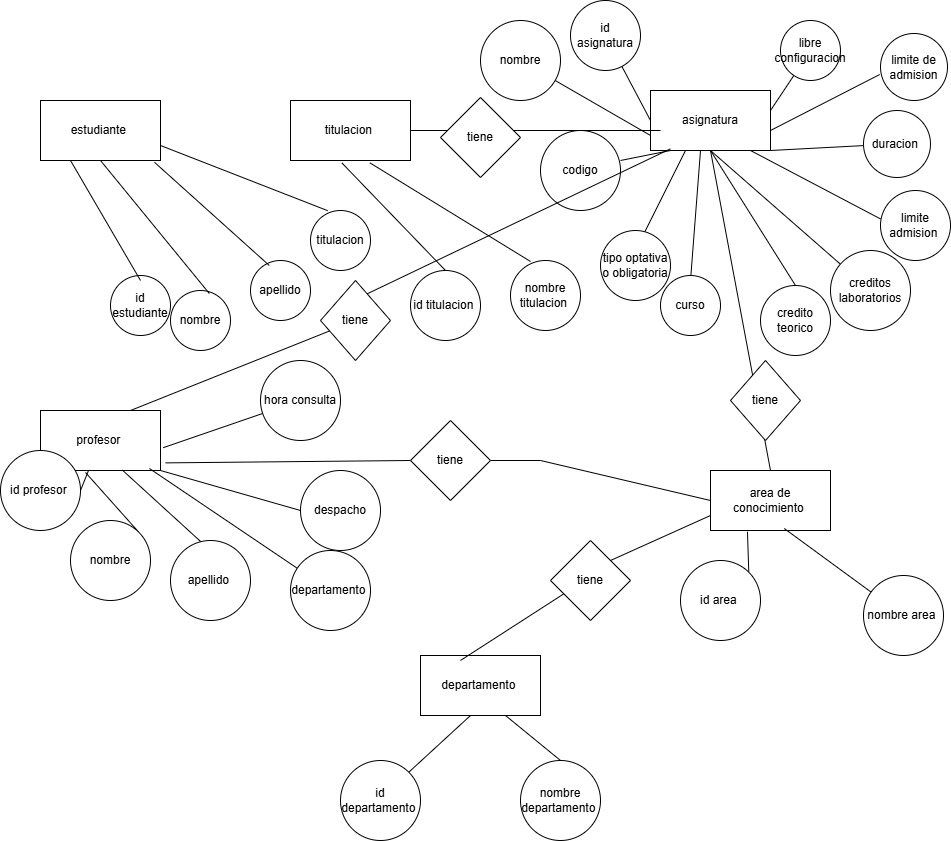 id
asignatura
nombre
libre
configuracion
limite de
admision
estudiante
titulacion
tiene
asignatura
duracion
codigo
limite
admision
titulacion
tipo optativa
o obligatoria
id
estudiante
nombre
apellido
tiene
id titulacion
nombre
titulacion
curso
credito
teorico
creditos
laboratorios
hora consulta
tiene
profesor
tiene
id profesor
despacho
area de
conocimiento
nombre
apellido
departamento
tiene
id area
nombre area
departamento
id
departamento
nombre
departamento